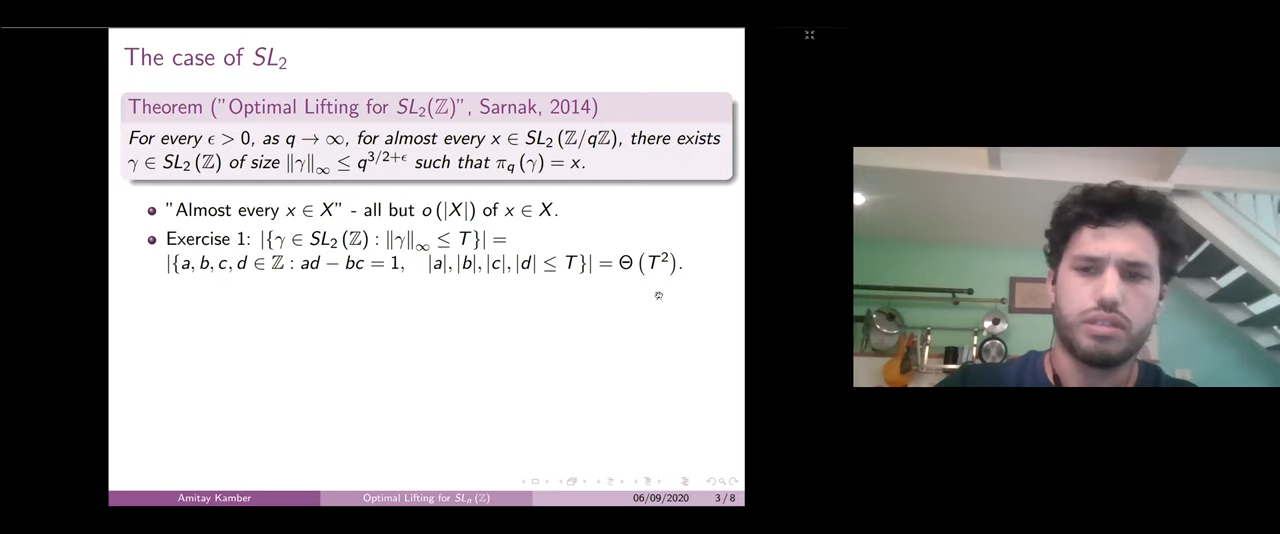 The case of SL₂
Theorem ("Optimal Lifting for SL₂(ℤ)", Sarnak, 2014)
For every ϵ > 0, as q → ∞, for almost every x ∈ SL₂ (ℤ/qℤ), there exists
γ ∈ SL₂ (ℤ) of size ‖γ‖∞ ≤ q^{3/2+ϵ} such that π_q (γ) = x.
"Almost every x ∈ X" - all but o (|X|) of x ∈ X.
Exercise 1: |{γ ∈ SL₂ (ℤ) : ‖γ‖∞ ≤ T}| =
|{a, b, c, d ∈ ℤ : ad − bc = 1, |a|, |b|, |c|, |d| ≤ T}| = Θ (T²).
Amitay Kamber
Optimal Lifting for SLₙ (ℤ)
06/09/2020
3 / 8